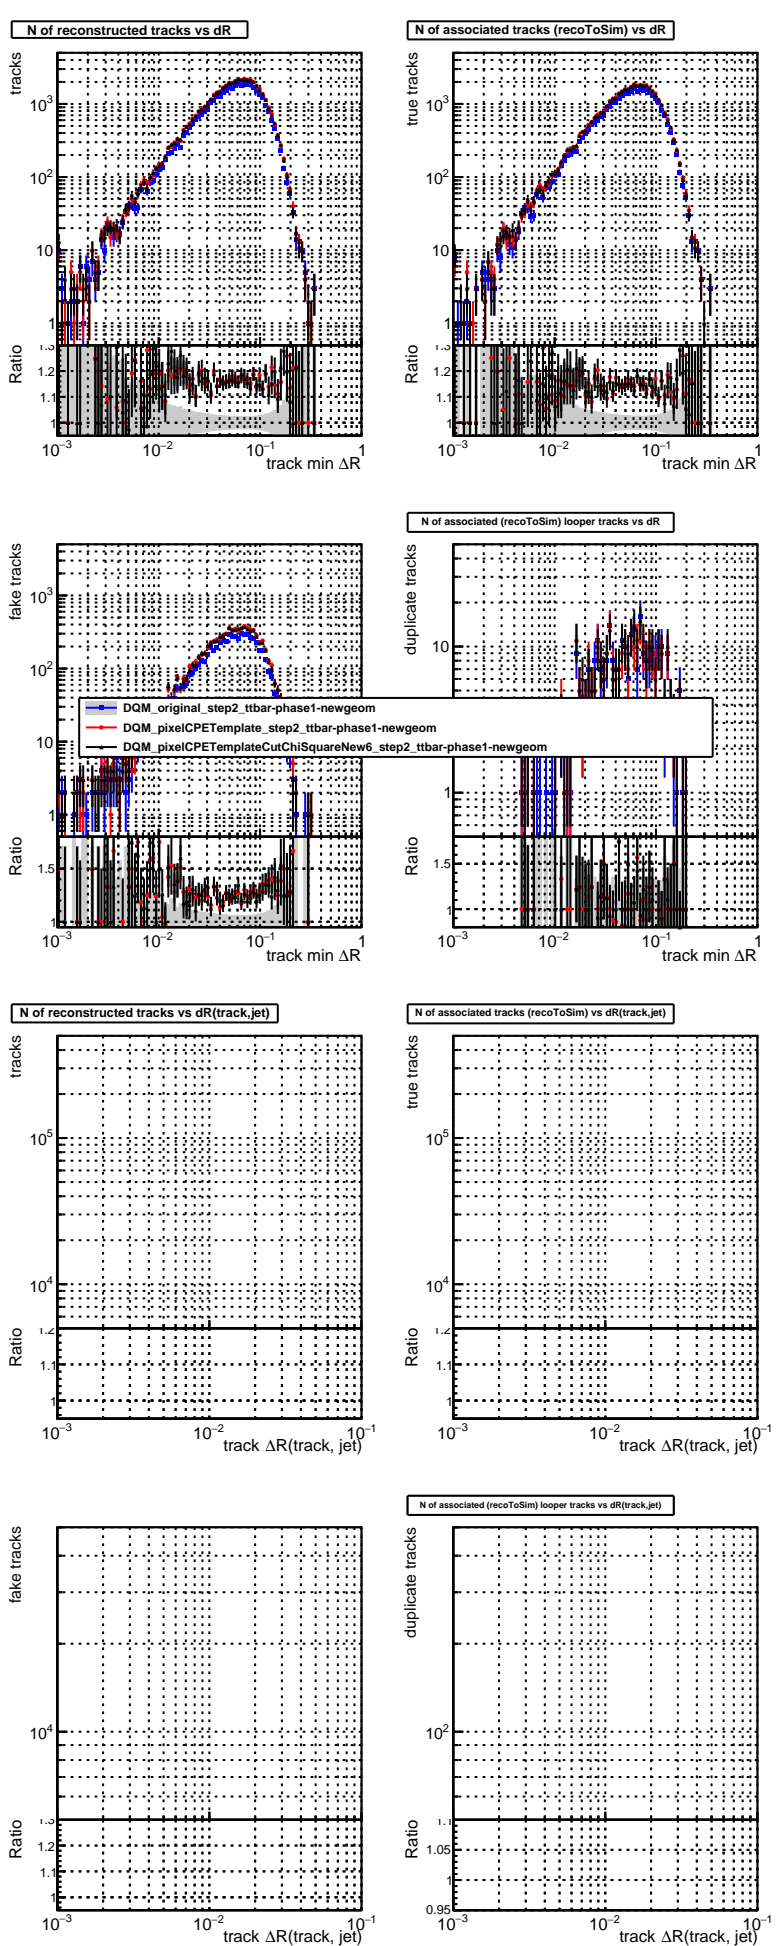 N of reconstructed tracks vs dR
N of associated tracks (recoToSim) vs dR
tracks
10³
10²
10
1
Ratio
1.3
1.2
1.1
1
10⁻³ 10⁻² 10⁻¹ 1
track min ΔR
true tracks
10³
10²
10
1
Ratio
1.3
1.2
1.1
1
10⁻³ 10⁻² 10⁻¹ 1
track min ΔR
N of associated (recoToSim) looper tracks vs dR
fake tracks
10³
10²
10
1
Ratio
1.5
1
10⁻³ 10⁻² 10⁻¹ 1
track min ΔR
duplicate tracks
10
1
Ratio
1.5
1
10⁻³ 10⁻² 10⁻¹ 1
track min ΔR
DQM_original_step2_ttbar-phase1-newgeom
DQM_pixelCPETemplate_step2_ttbar-phase1-newgeom
DQM_pixelCPETemplateCutChiSquareNew6_step2_ttbar-phase1-newgeom
N of reconstructed tracks vs dR(track,jet)
N of associated tracks (recoToSim) vs dR(track,jet)
tracks
10⁵
10⁴
Ratio
1.2
1.1
1
10⁻³ 10⁻² 10⁻¹
track ΔR(track, jet)
true tracks
10⁵
10⁴
Ratio
1.2
1.1
1
10⁻³ 10⁻² 10⁻¹
track ΔR(track, jet)
N of associated (recoToSim) looper tracks vs dR(track,jet)
fake tracks
10⁴
Ratio
1.3
1.2
1.1
1
10⁻³ 10⁻² 10⁻¹
track ΔR(track, jet)
duplicate tracks
10²
Ratio
1.1
1.05
1
0.95
10⁻³ 10⁻² 10⁻¹
track ΔR(track, jet)